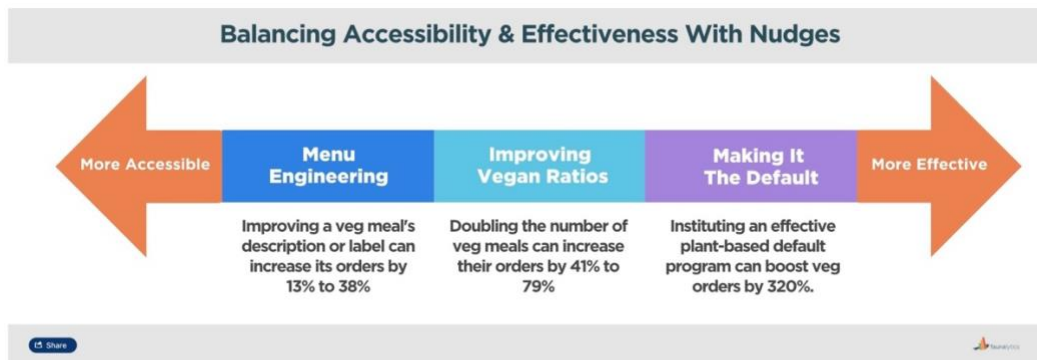 Balancing Accessibility & Effectiveness With Nudges
More Accessible
Menu
Engineering
Improving
Vegan Ratios
Making It
The Default
More Effective
Improving a veg meal's
description or label can
increase its orders by
13% to 38%
Doubling the number of
veg meals can increase
their orders by 41% to
79%
Instituting an effective
plant-based default
program can boost veg
orders by 320%.
Share
faunalytics